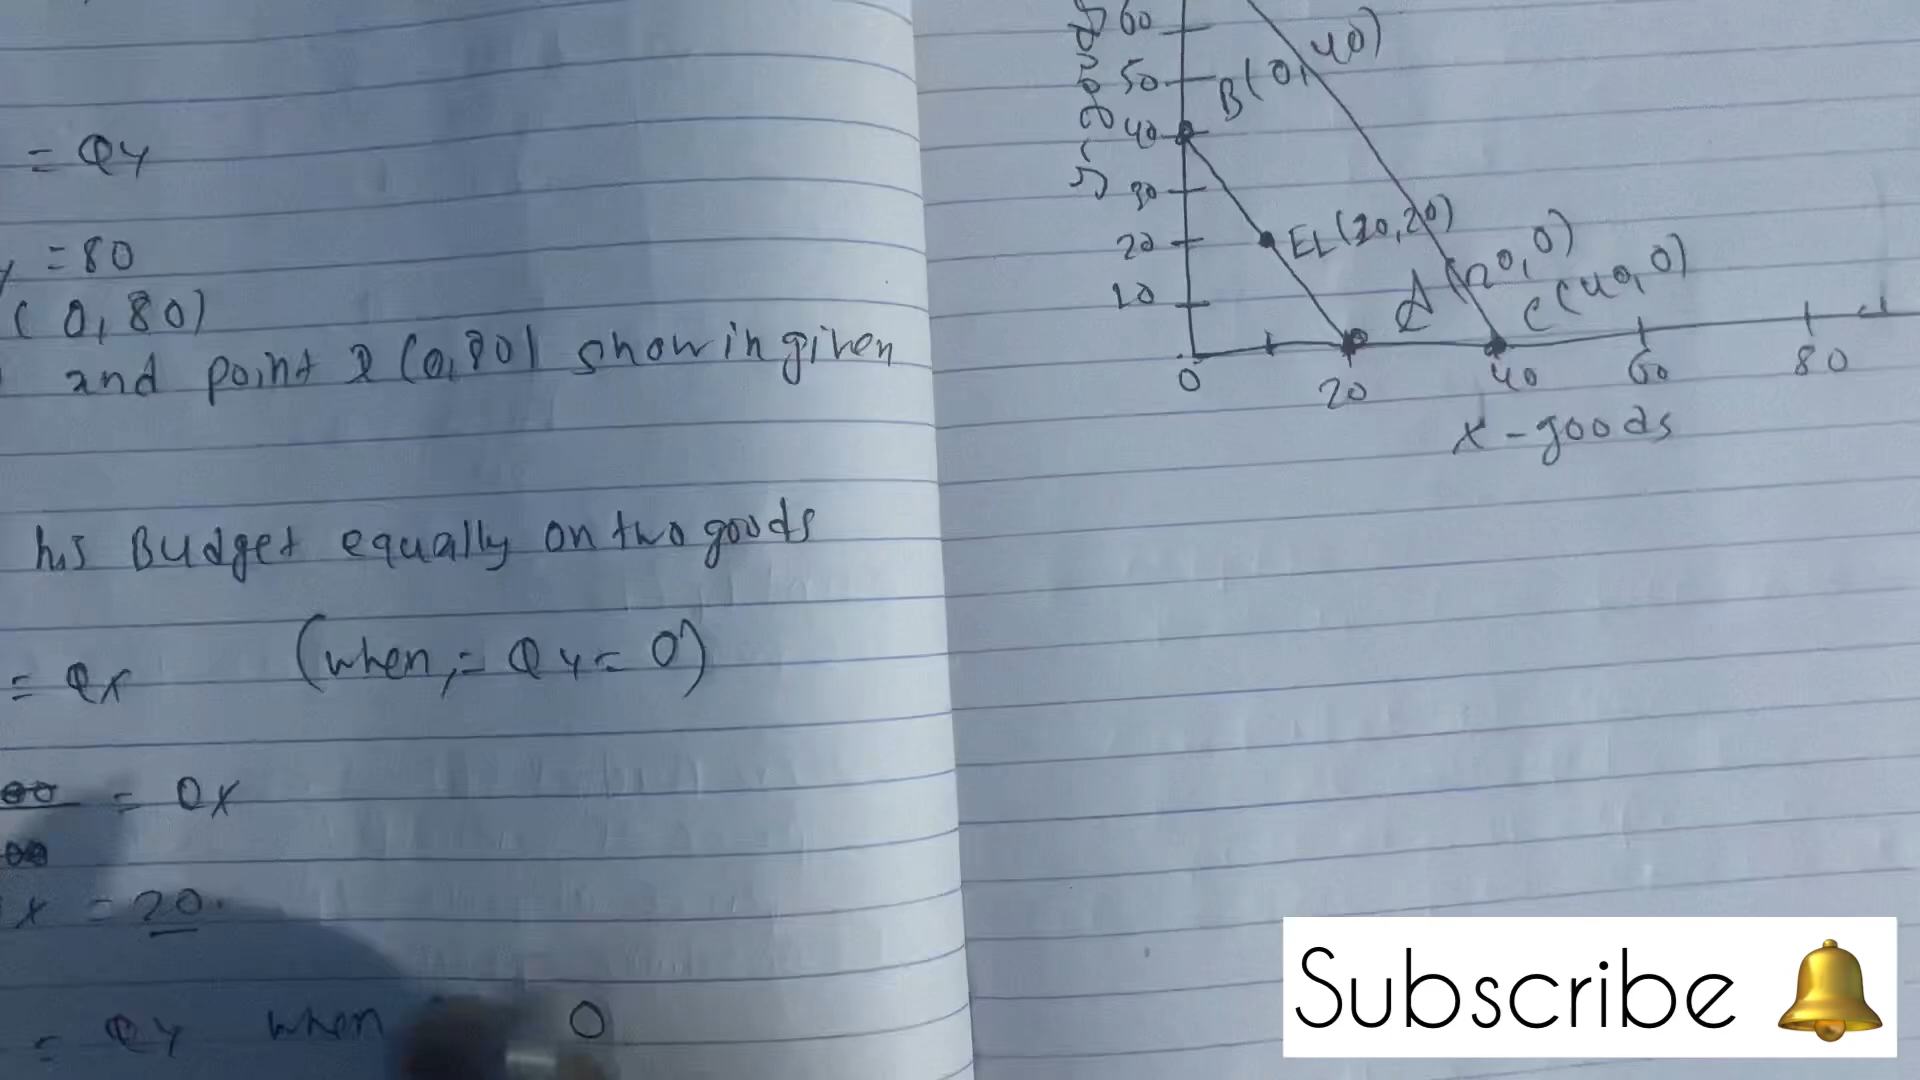 = QY
= 80
(0,80)
and point 2 (0,80) show in given
his Budget equally on two goods
= Qx (when,= QY = 0)
= Qx
x = 20.
= QY when 0
60
50
40
30
20
10
B(0,40)
E1(10,20)
A(20,0)
C(40,0)
0 20 40 60 80
X-goods
Subscribe